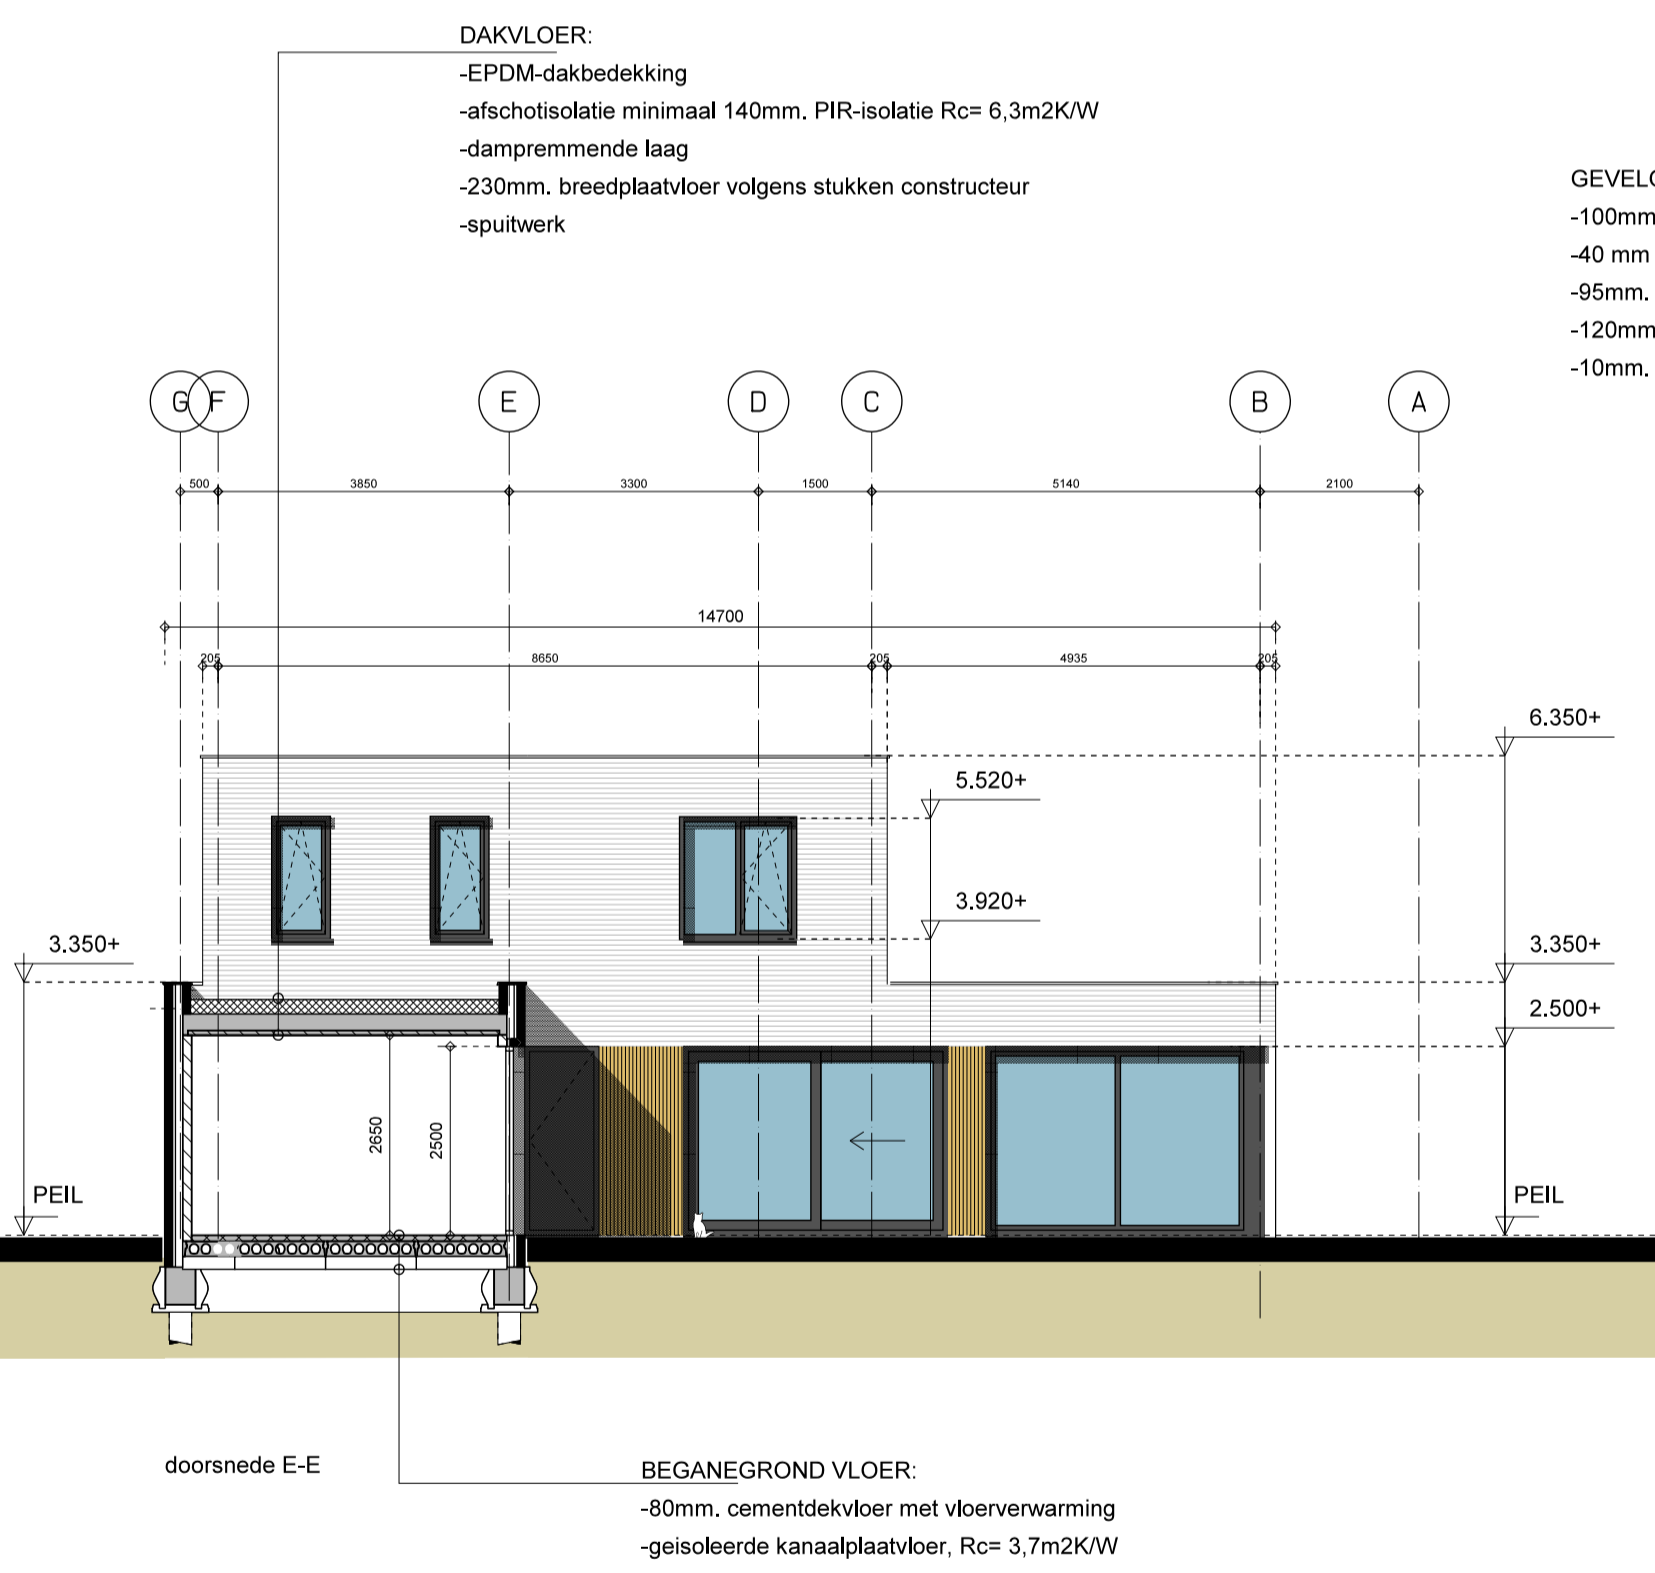 DAKVLOER:
-EPDM-dakbedekking
-afschotisolatie minimaal 140mm. PIR-isolatie Rc= 6,3m2K/W
-dampremmende laag
-230mm. breedplaatvloer volgens stukken constructeur
-spuitwerk
-100mm
-40 mm
-95mm.
-120mm
-10mm.
G F E D C B A
500 3850 3300 1500 5140 2100
14700
205 8650 205 4935 205
6.350+
5.520+
3.920+
3.350+ 3.350+
2.500+
2650 2500
PEIL PEIL
doorsnede E-E
BEGANEGROND VLOER:
-80mm. cementdekvloer met vloerverwarming
-geisoleerde kanaalplaatvloer, Rc= 3,7m2K/W